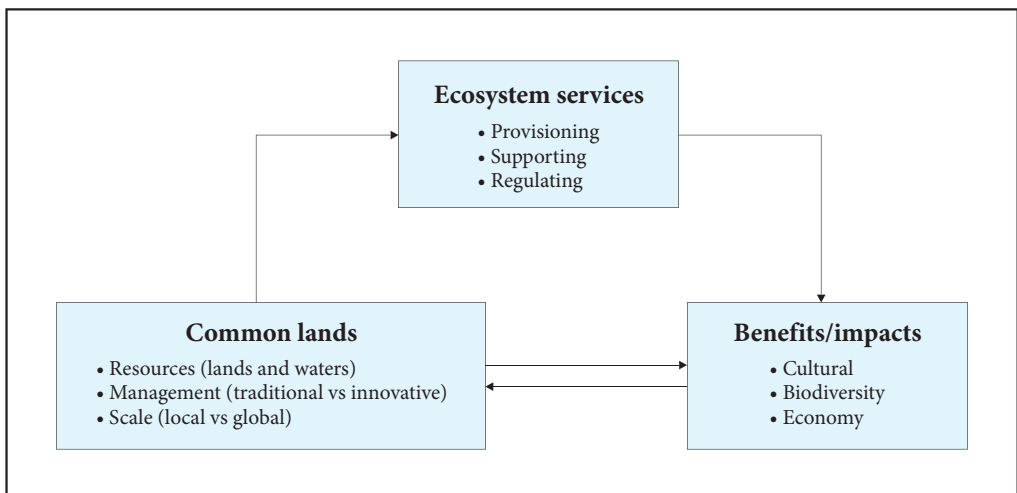 Ecosystem services
• Provisioning
• Supporting
• Regulating
Common lands
• Resources (lands and waters)
• Management (traditional vs innovative)
• Scale (local vs global)
Benefits/impacts
• Cultural
• Biodiversity
• Economy